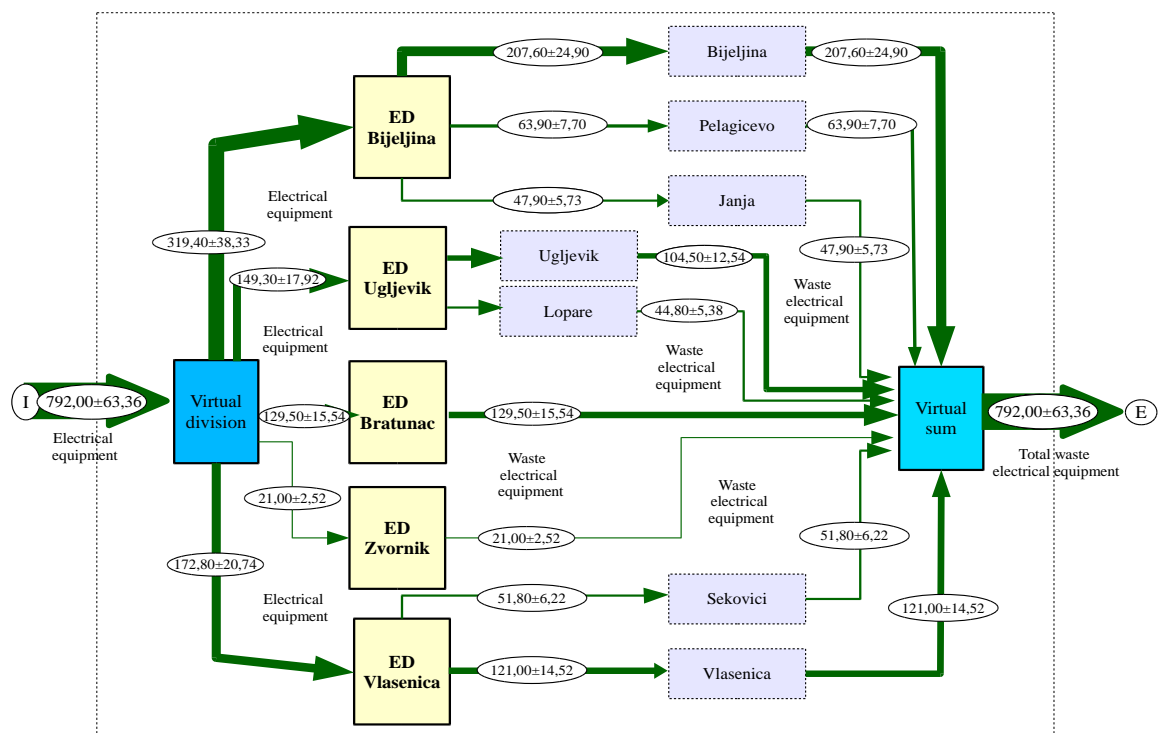 207,60±24,90
Bijeljina
207,60±24,90
ED
Bijeljina
63,90±7,70
Pelagicevo
63,90±7,70
Electrical
equipment
47,90±5,73
Janja
47,90±5,73
319,40±38,33
149,30±17,92
ED
Ugljevik
Ugljevik
104,50±12,54
Lopare
44,80±5,38
Waste
electrical
equipment
Electrical
equipment
Waste
electrical
equipment
I
792,00±63,36
Electrical
equipment
Virtual
division
129,50±15,54
ED
Bratunac
129,50±15,54
Virtual
sum
792,00±63,36
E
Total waste
electrical equipment
Waste
electrical
equipment
Waste
electrical
equipment
21,00±2,52
ED
Zvornik
21,00±2,52
51,80±6,22
172,80±20,74
Electrical
equipment
51,80±6,22
Sekovici
121,00±14,52
ED
Vlasenica
121,00±14,52
Vlasenica